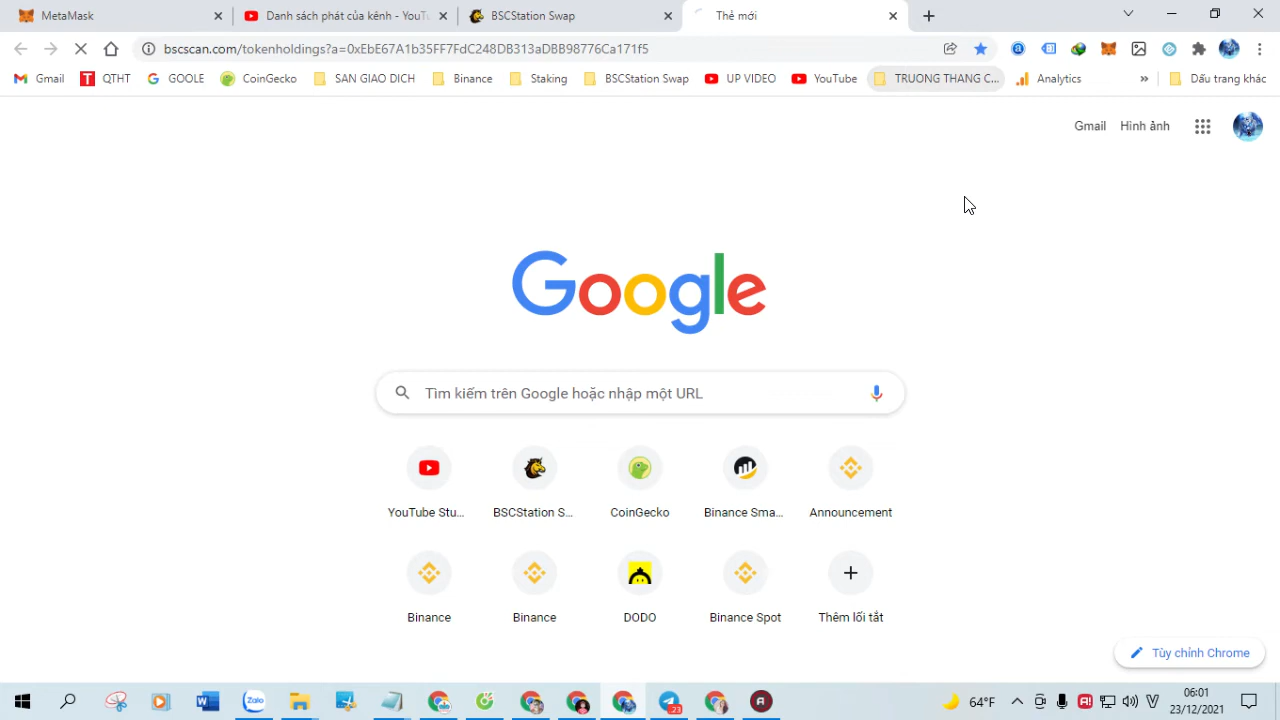 MetaMask
Danh sách phát của kênh - YouT
BSCStation Swap
Thẻ mới
bscscan.com/tokenholdings?a=0xEbE67A1b35FF7FdC248DB313aDBB98776Ca171f5
Gmail
QTHT
GOOLE
CoinGecko
SAN GIAO DICH
Binance
Staking
BSCStation Swap
UP VIDEO
YouTube
TRUONG THANG C...
Analytics
»
Dấu trang khác
Gmail
Hình ảnh
Google
Tìm kiếm trên Google hoặc nhập một URL
YouTube Stu...
BSCStation S...
CoinGecko
Binance Sma...
Announcement
Binance
Binance
DODO
Binance Spot
Thêm lối tắt
Tùy chỉnh Chrome
Zalo
23
64°F
06:01
23/12/2021